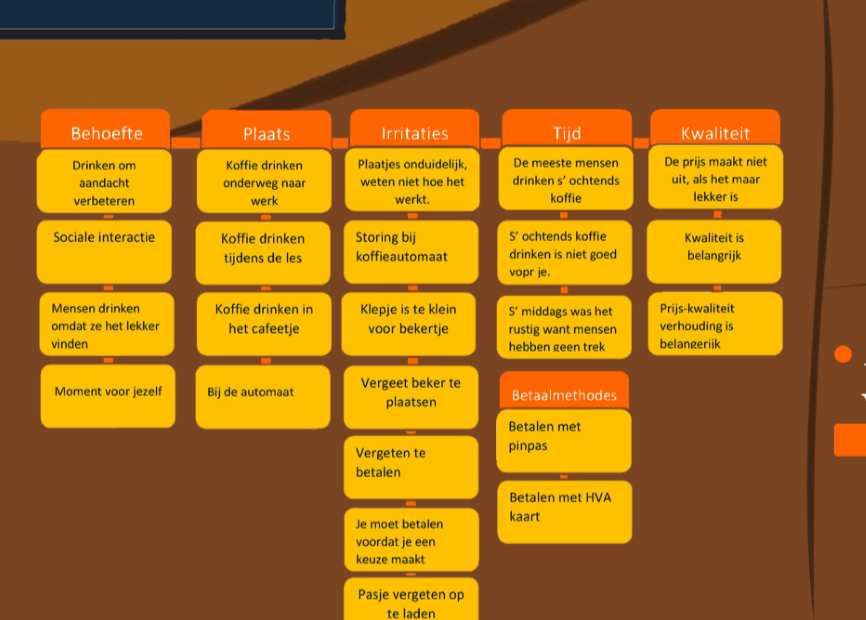 Behoefte
Drinken om
aandacht
verbeteren
Sociale interactie
Mensen drinken
omdat ze het lekker
vinden
Moment voor jezelf
Plaats
Koffie drinken
onderweg naar
werk
Koffie drinken
tijdens de les
Koffie drinken in
het cafeetje
Bij de automaat
Irritaties
Plaatjes onduidelijk,
weten niet hoe het
werkt.
Storing bij
koffieautomaat
Klepje is te klein
voor bekertje
Vergeet beker te
plaatsen
Vergeten te
betalen
Je moet betalen
voordat je een
keuze maakt
Pasje vergeten op
te laden
Tijd
De meeste mensen
drinken s’ ochtends
koffie
S’ ochtends koffie
drinken is niet goed
vopr je.
S’ middags was het
rustig want mensen
hebben geen trek
Betaalmethodes
Betalen met
pinpas
Betalen met HVA
kaart
Kwaliteit
De prijs maakt niet
uit, als het maar
lekker is
Kwaliteit is
belangrijk
Prijs-kwaliteit
verhouding is
belangerijk